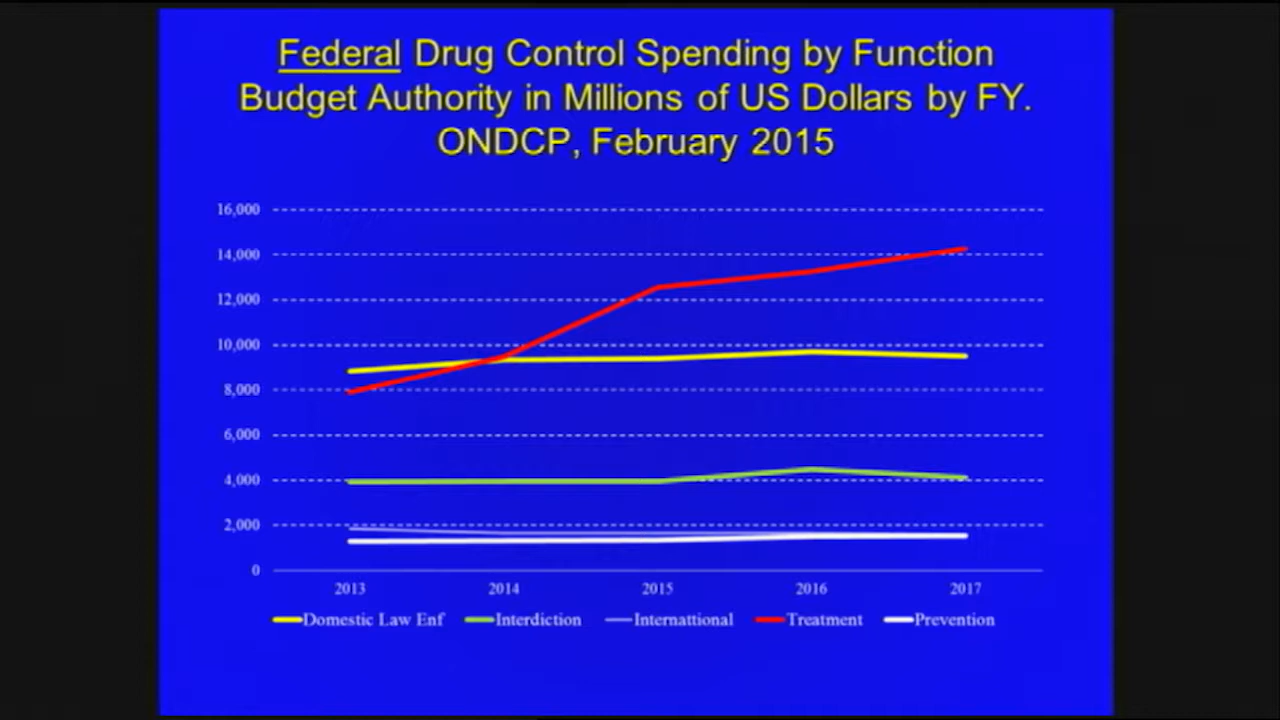 Federal Drug Control Spending by Function
Budget Authority in Millions of US Dollars by FY.
ONDCP, February 2015
16,000
14,000
12,000
10,000
8,000
6,000
4,000
2,000
0
2013 2014 2015 2016 2017
Domestic Law Enf Interdiction Internattional Treatment Prevention